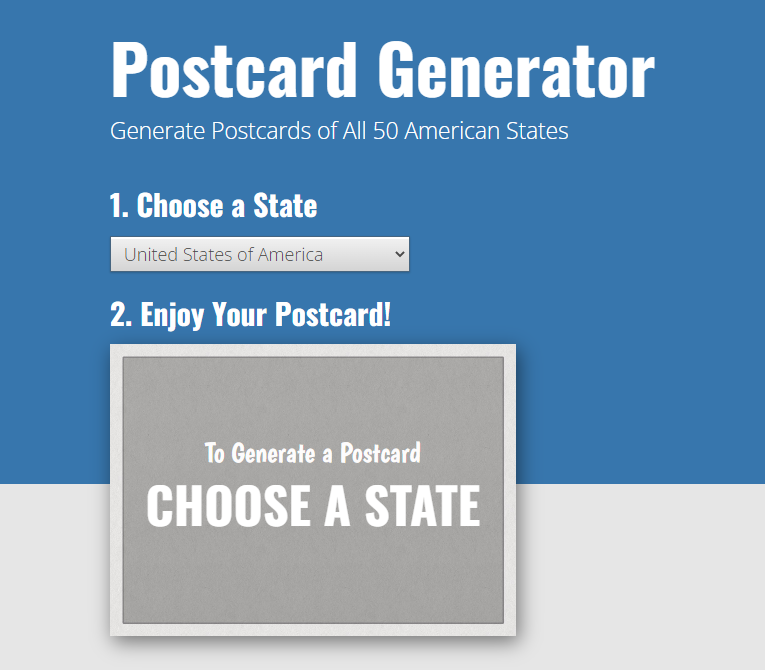 Postcard Generator
Generate Postcards of All 50 American States
1. Choose a State
United States of America
2. Enjoy Your Postcard!
To Generate a Postcard
CHOOSE A STATE